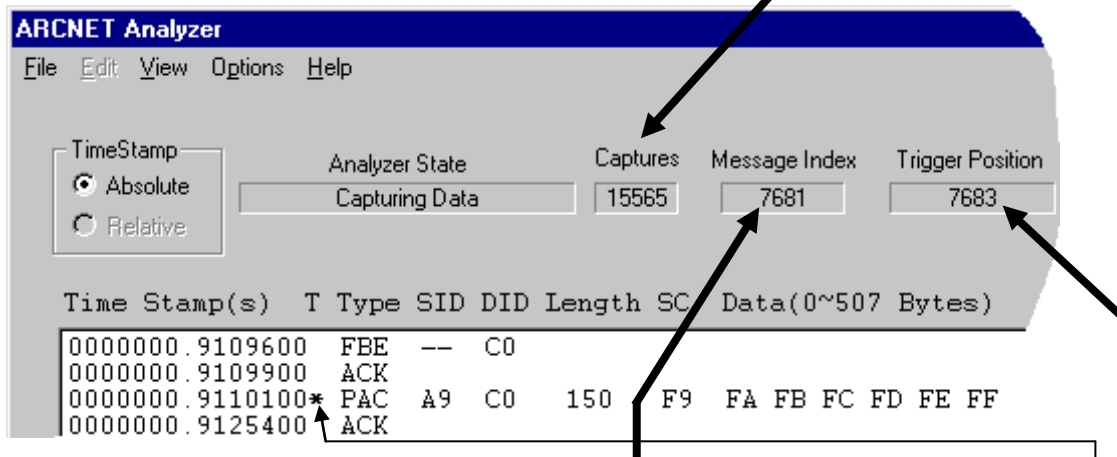 ARCNET Analyzer
File Edit View Options Help
TimeStamp
Absolute
Relative
Analyzer State
Capturing Data
Captures
15565
Message Index
7681
Trigger Position
7683
Time Stamp(s) T Type SID DID Length SC Data(0~507 Bytes)
0000000.9109600 FBE -- C0
0000000.9109900 ACK
0000000.9110100* PAC A9 C0 150 F9 FA FB FC FD FE FF
0000000.9125400 ACK